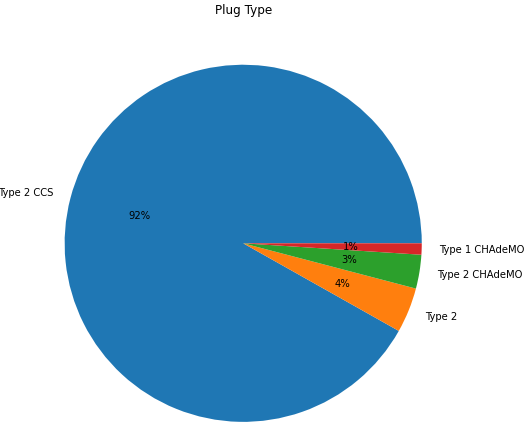 Plug Type
Type 2 CCS
92%
1%
Type 1 CHAdeMO
3%
Type 2 CHAdeMO
4%
Type 2